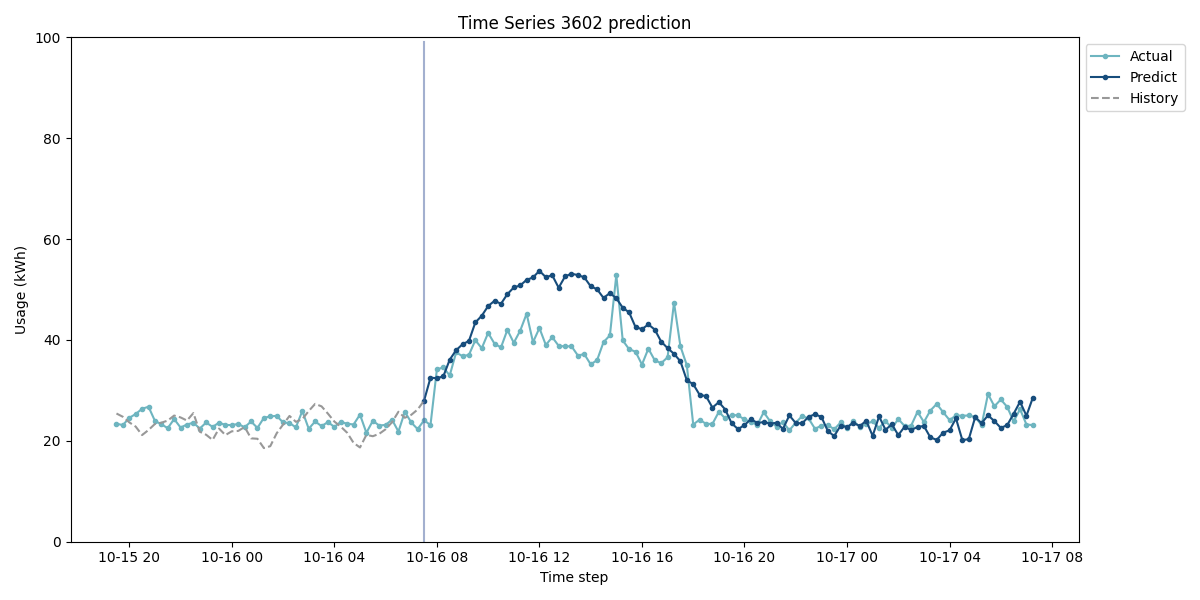 Time Series 3602 prediction
100
80
60
40
20
0
Usage (kWh)
10-15 20
10-16 00
10-16 04
10-16 08
10-16 12
10-16 16
10-16 20
10-17 00
10-17 04
10-17 08
Time step
Actual
Predict
History